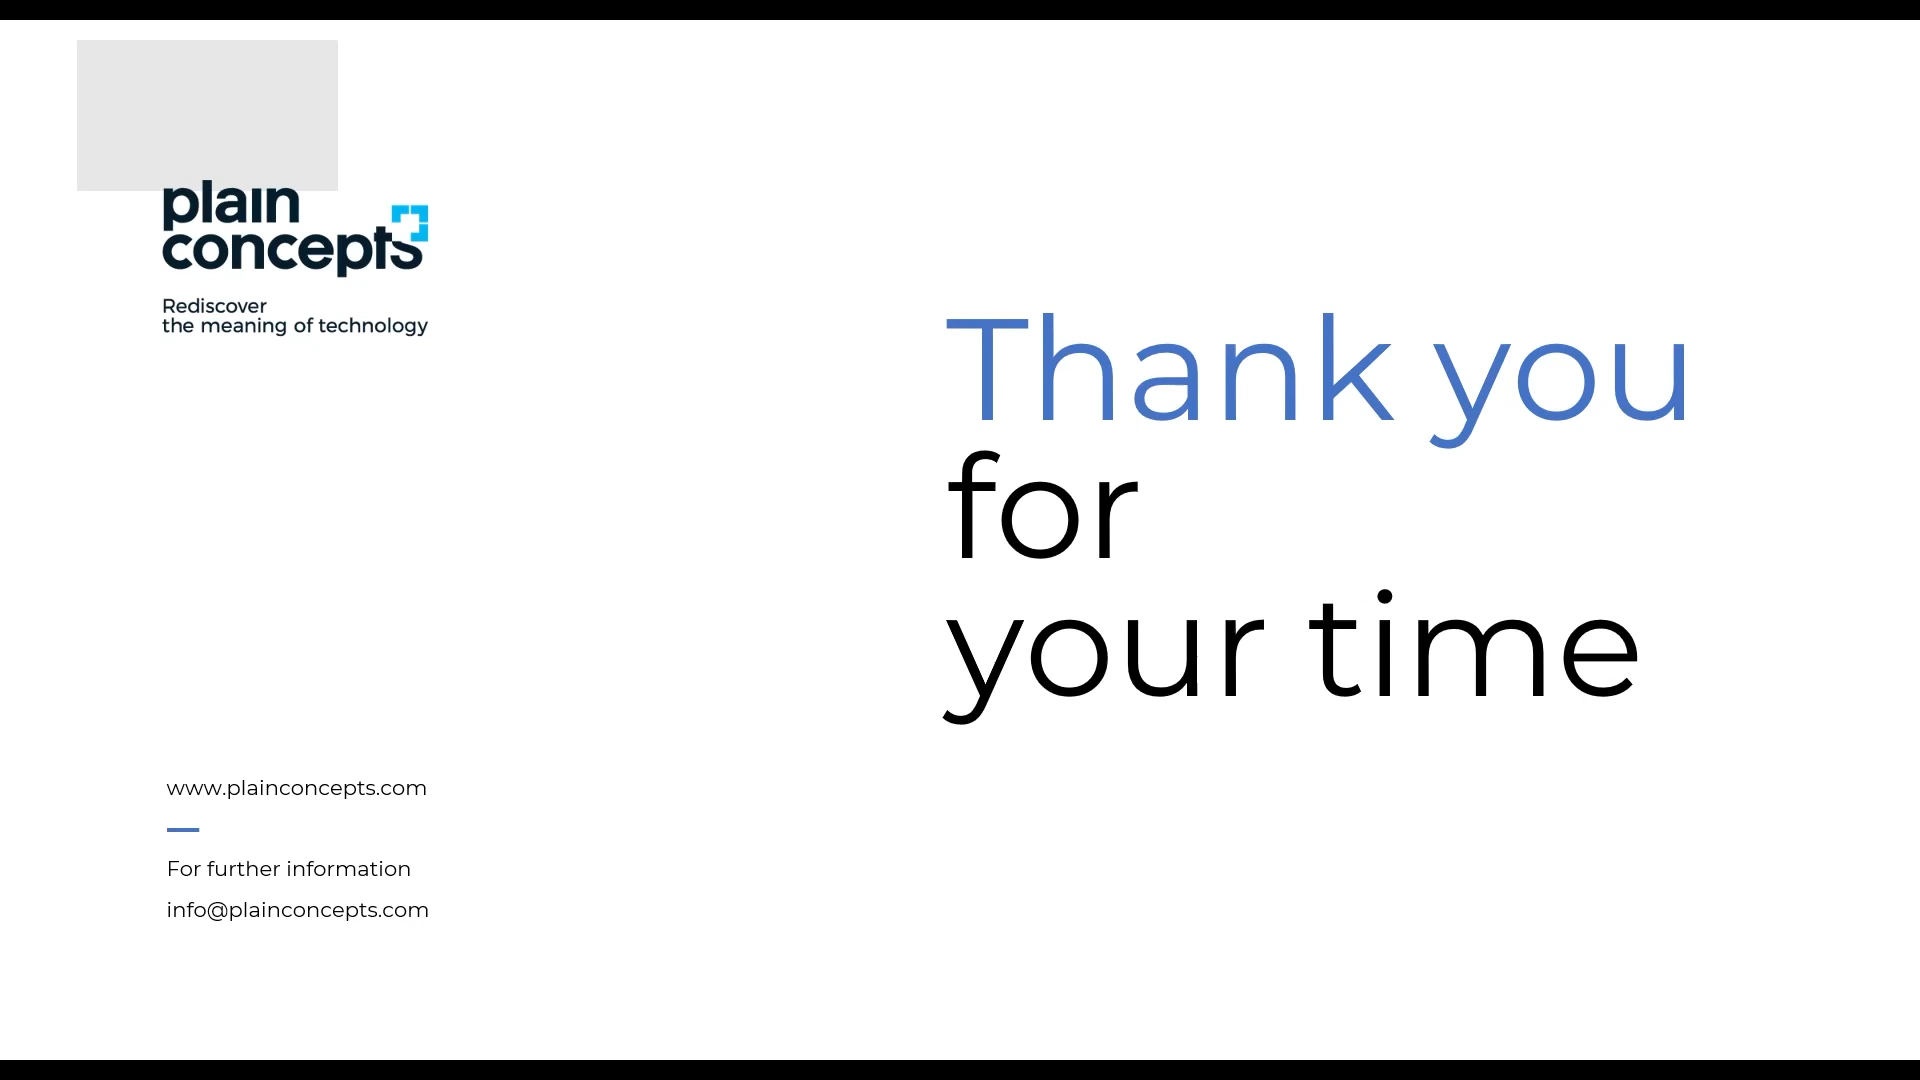 plain
concepts
Rediscover
the meaning of technology
Thank you
for
your time
www.plainconcepts.com
For further information
info@plainconcepts.com